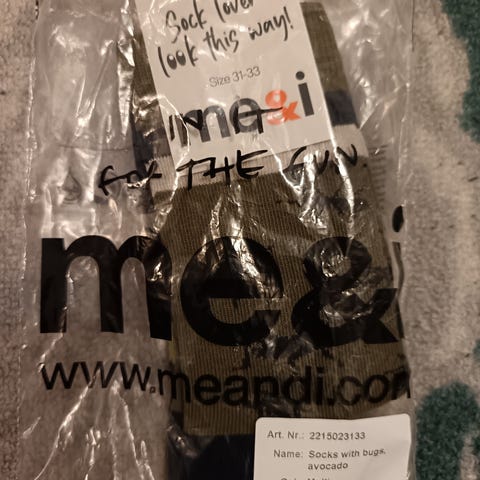 Sock lover
look this way!
Size 31-33
me&i
FOR THE
me&i
www.meandi.com
Art. Nr.: 2215023133
Name: Socks with bugs,
avocado